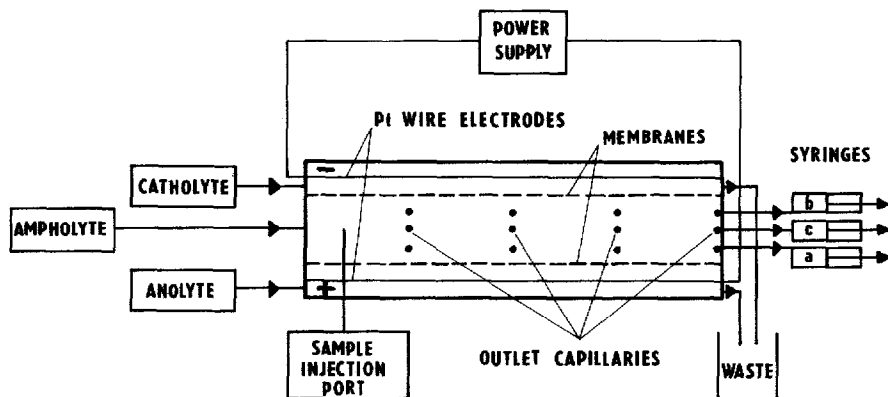 POWER
SUPPLY
Pt WIRE ELECTRODES
MEMBRANES
SYRINGES
−
CATHOLYTE
b
AMPHOLYTE
c
a
ANOLYTE
+
SAMPLE
INJECTION
PORT
OUTLET CAPILLARIES
WASTE